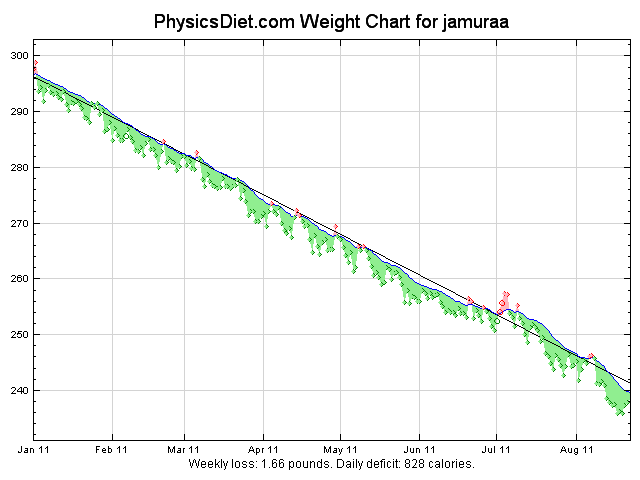 PhysicsDiet.com Weight Chart for jamuraa
300
290
280
270
260
250
240
Jan 11 Feb 11 Mar 11 Apr 11 May 11 Jun 11 Jul 11 Aug 11
Weekly loss: 1.66 pounds. Daily deficit: 828 calories.